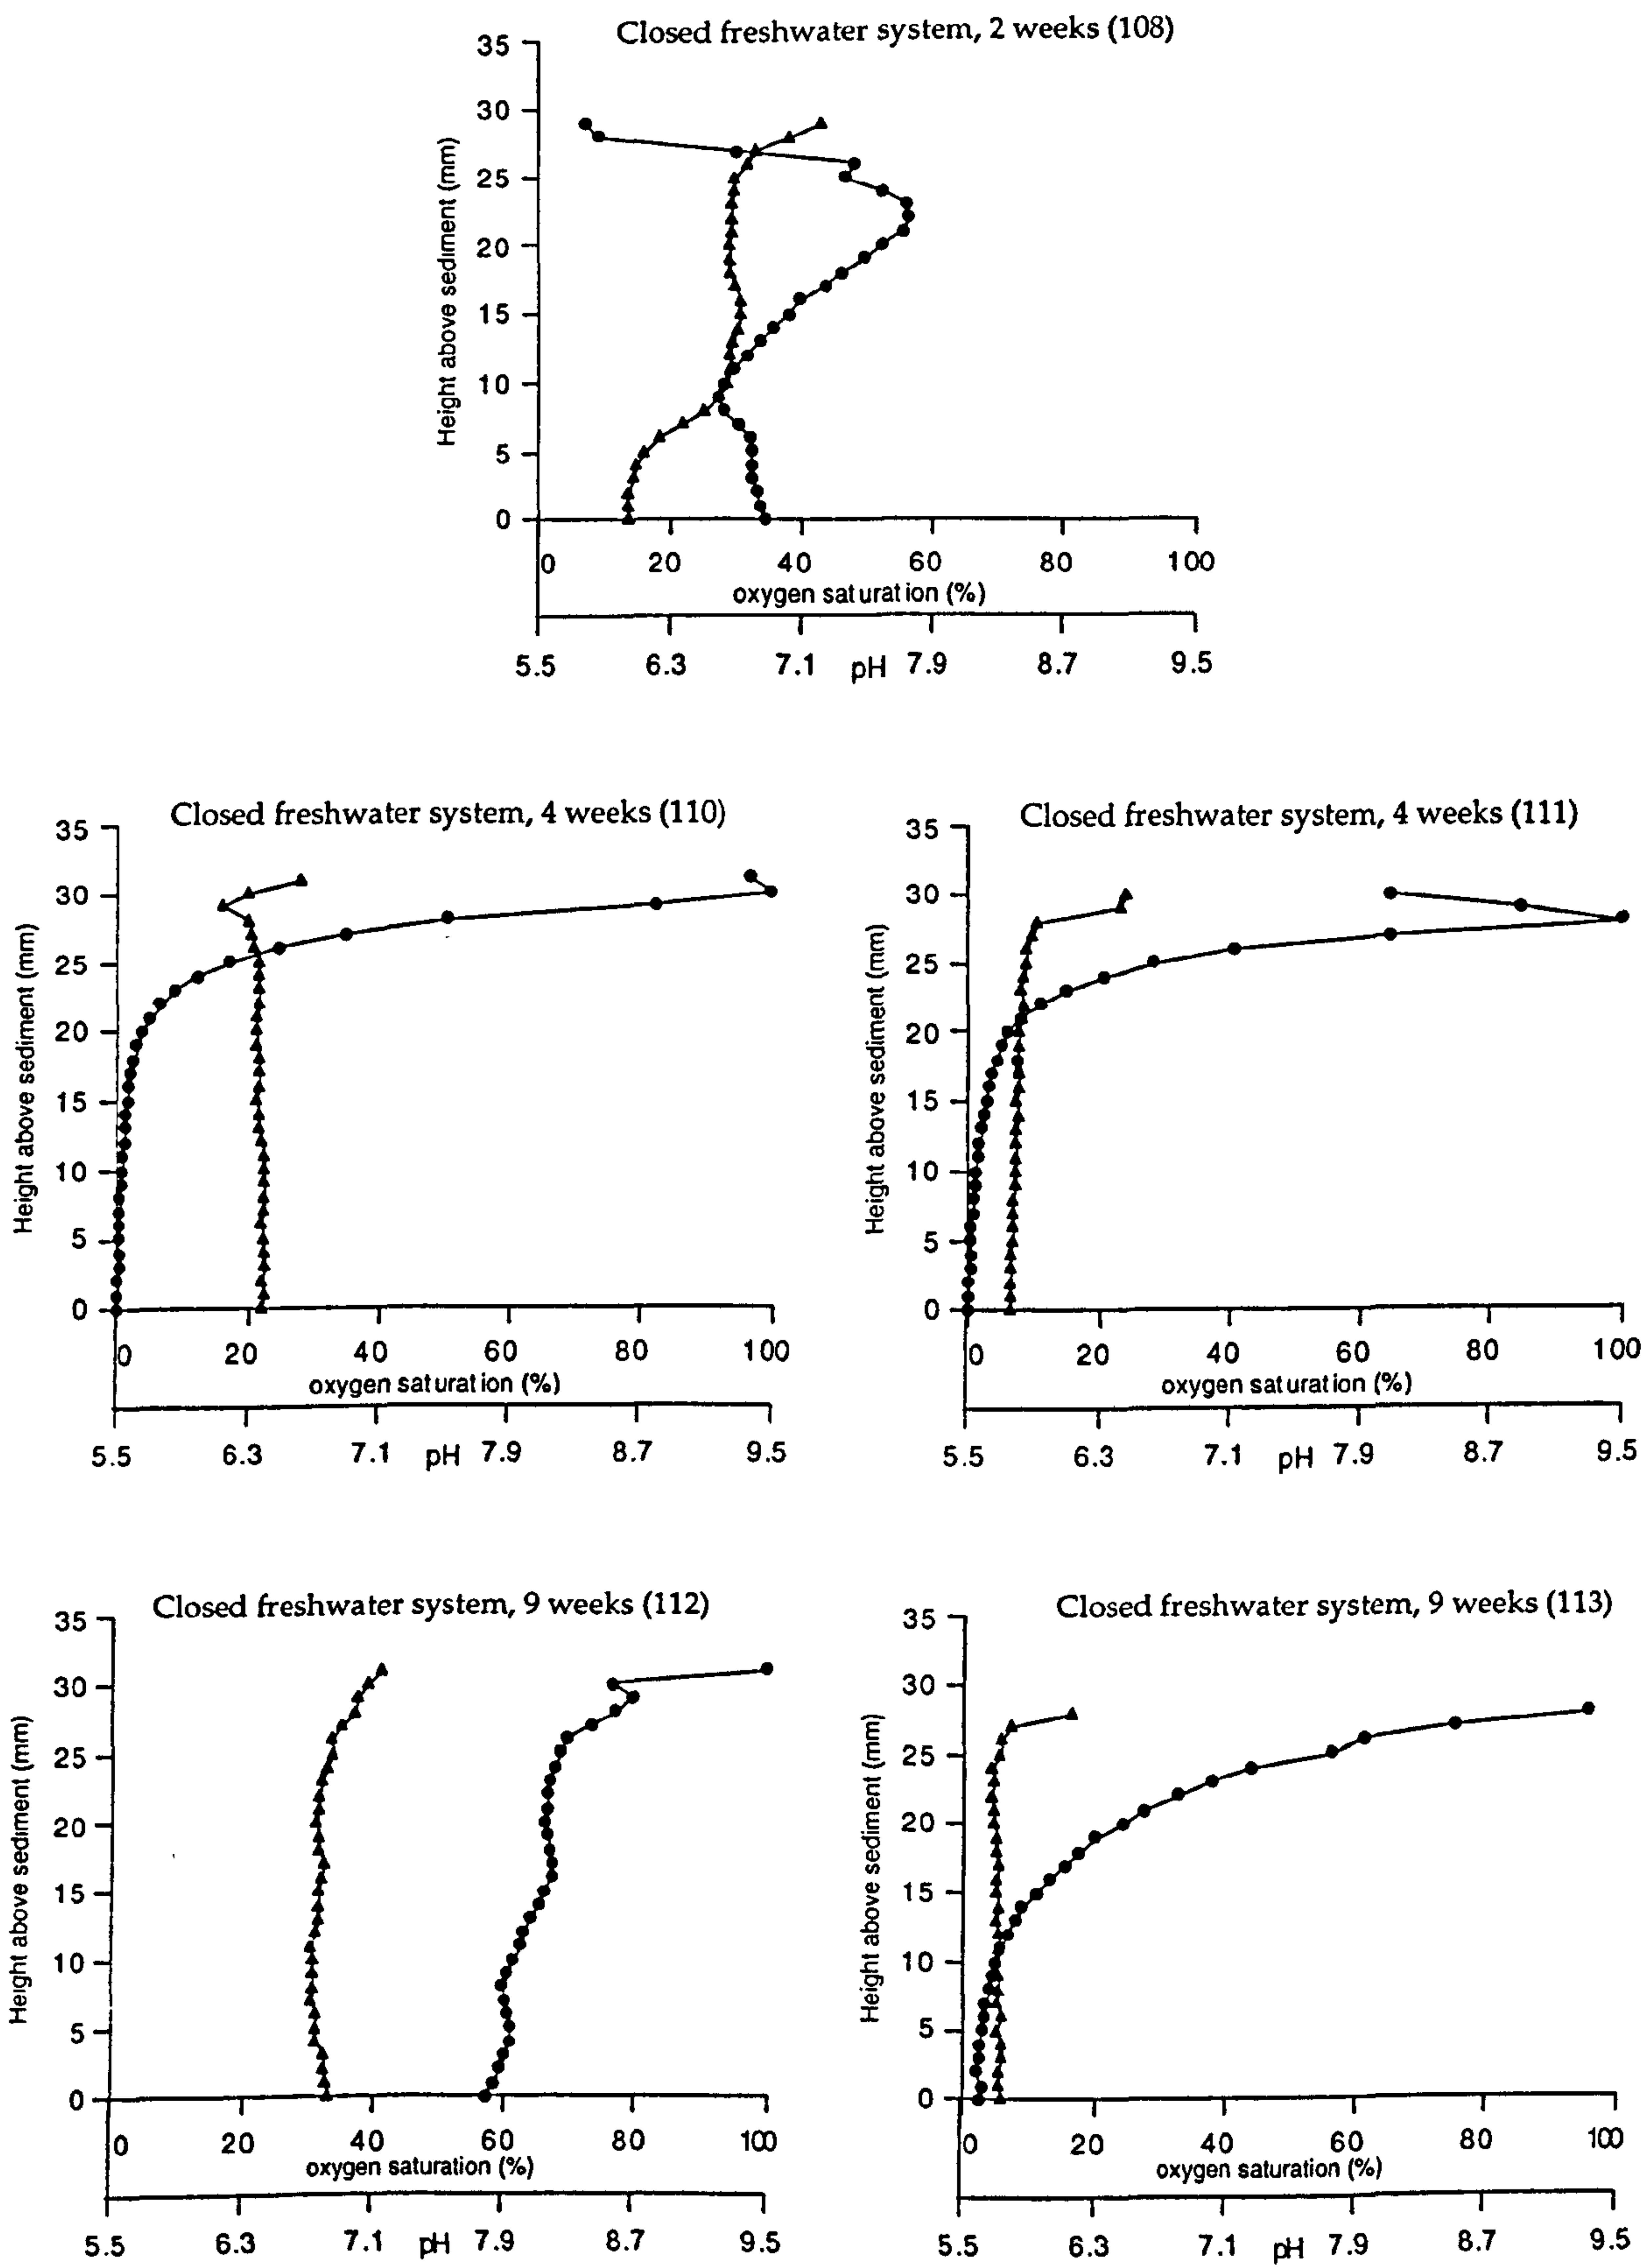 Closed freshwater system, 2 weeks (108)
35
30
25
20
15
10
5
0
Height above sediment (mm)
0 20 40 60 80 100
oxygen saturation (%)
5.5 6.3 7.1 pH 7.9 8.7 9.5
Closed freshwater system, 4 weeks (110)
35
30
25
20
15
10
5
0
Height above sediment (mm)
0 20 40 60 80 100
oxygen saturation (%)
5.5 6.3 7.1 pH 7.9 8.7 9.5
Closed freshwater system, 4 weeks (111)
35
30
25
20
15
10
5
0
Height above sediment (mm)
0 20 40 60 80 100
oxygen saturation (%)
5.5 6.3 7.1 pH 7.9 8.7 9.5
Closed freshwater system, 9 weeks (112)
35
30
25
20
15
10
5
0
Height above sediment (mm)
0 20 40 60 80 100
oxygen saturation (%)
5.5 6.3 7.1 pH 7.9 8.7 9.5
Closed freshwater system, 9 weeks (113)
35
30
25
20
15
10
5
0
Height above sediment (mm)
0 20 40 60 80 100
oxygen saturation (%)
5.5 6.3 7.1 pH 7.9 8.7 9.5